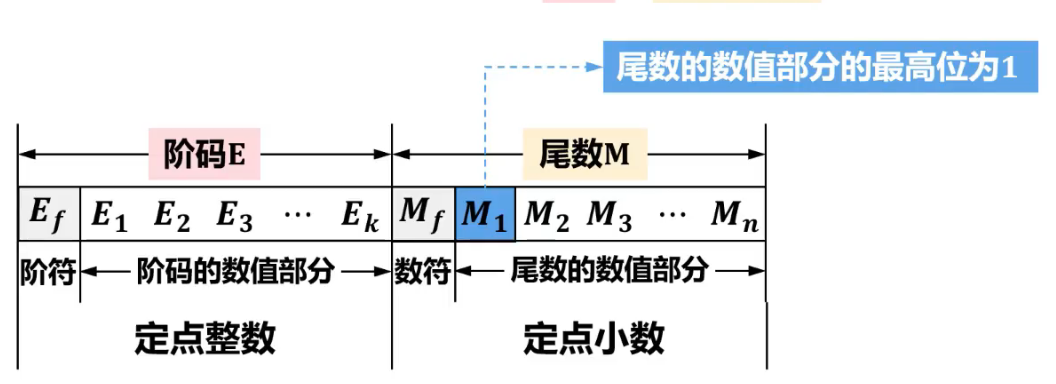 尾数的数值部分的最高位为1
阶码E 尾数M
E_f E_1 E_2 E_3 ⋯ E_k M_f M_1 M_2 M_3 ⋯ M_n
阶符 阶码的数值部分 数符 尾数的数值部分
定点整数 定点小数